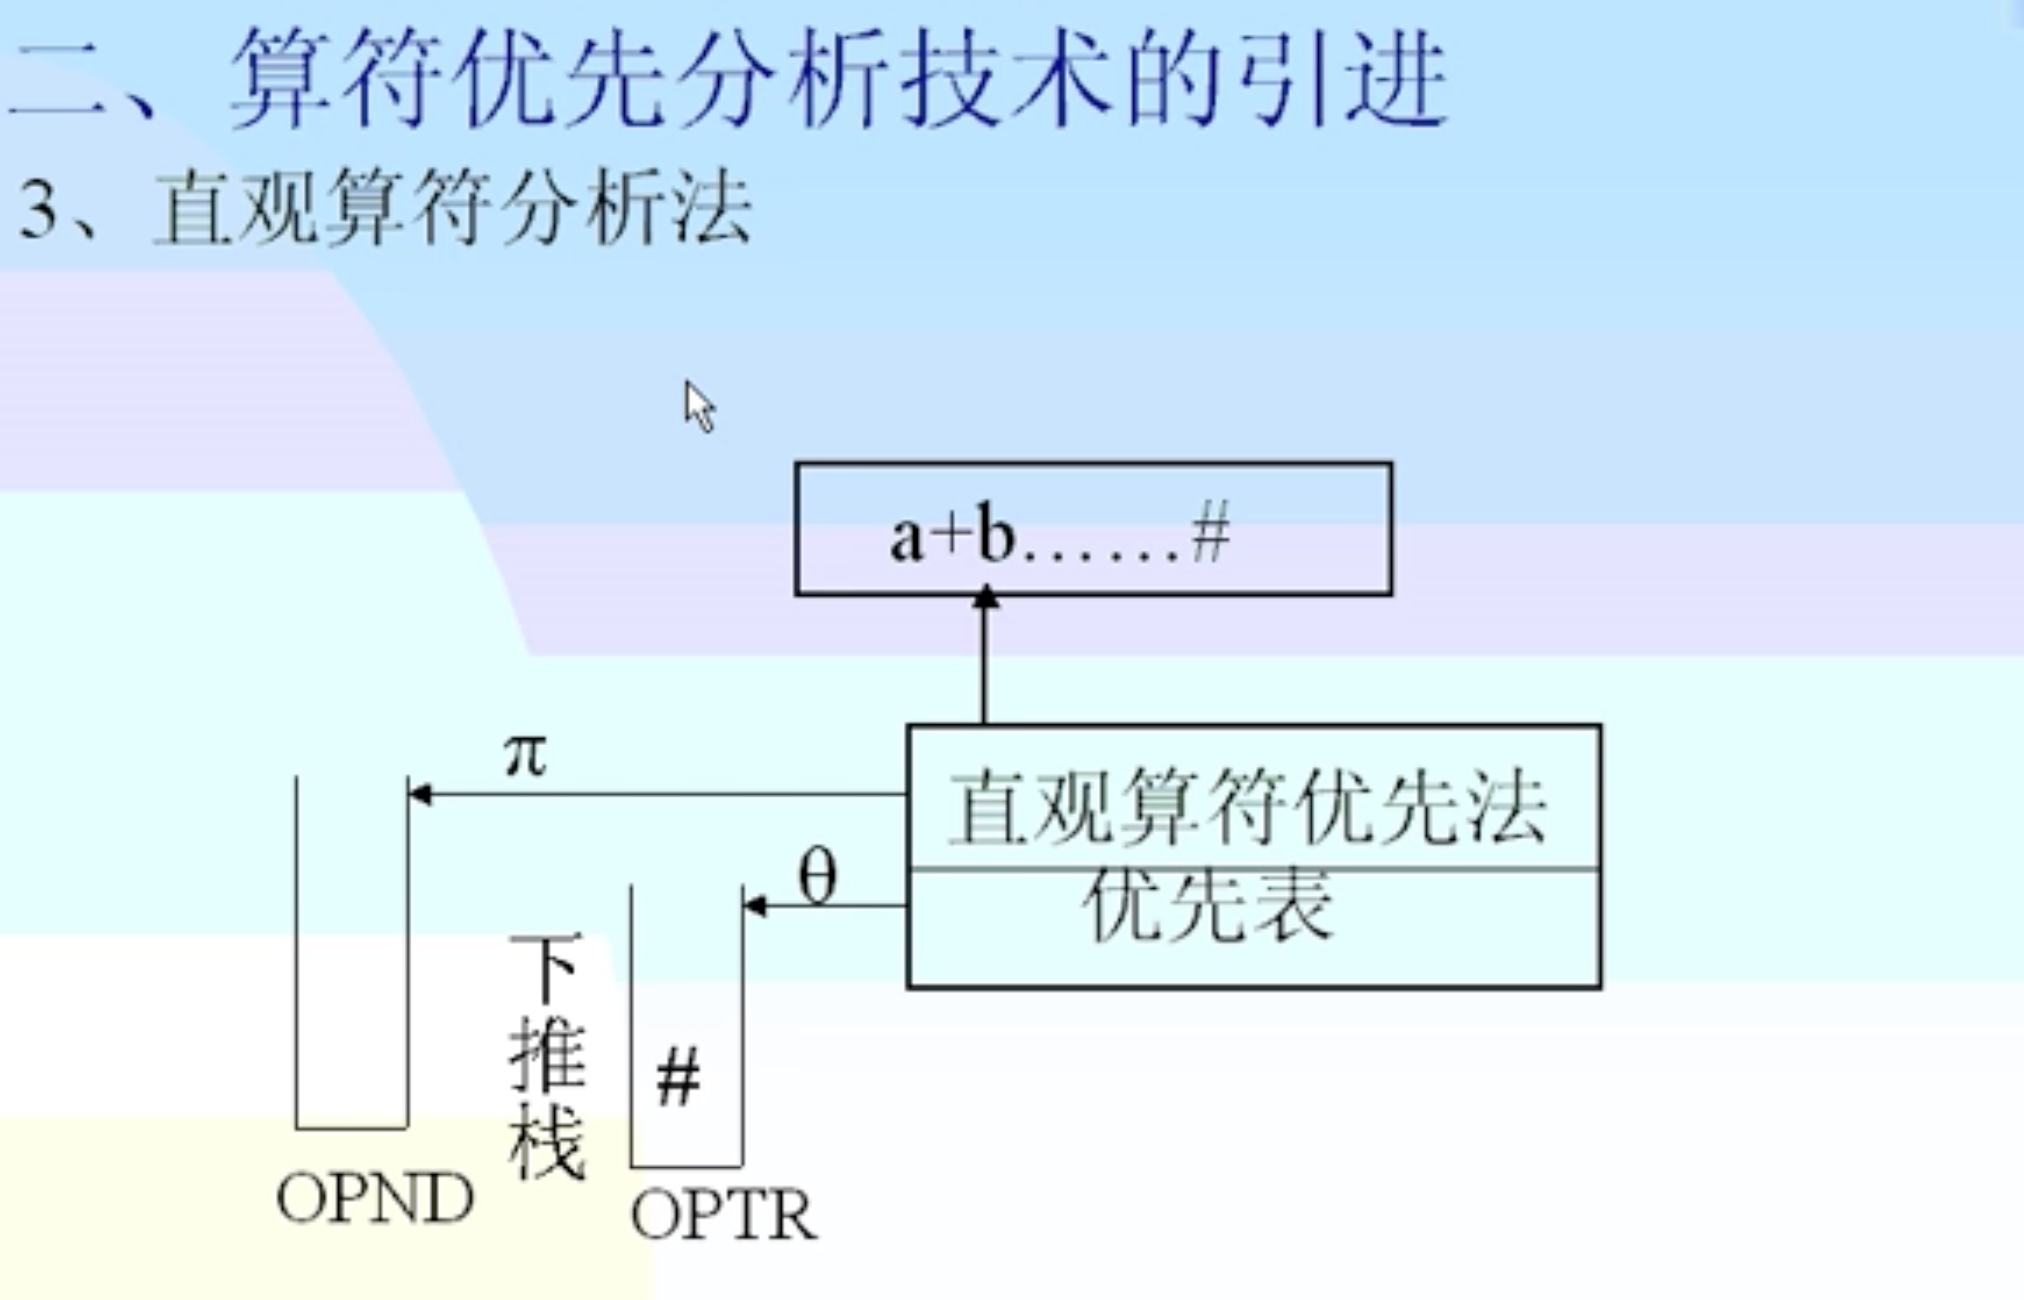 二、算符优先分析技术的引进
3、直观算符分析法
a+b……#
π
直观算符优先法
θ
优先表
下推栈
#
OPND
OPTR